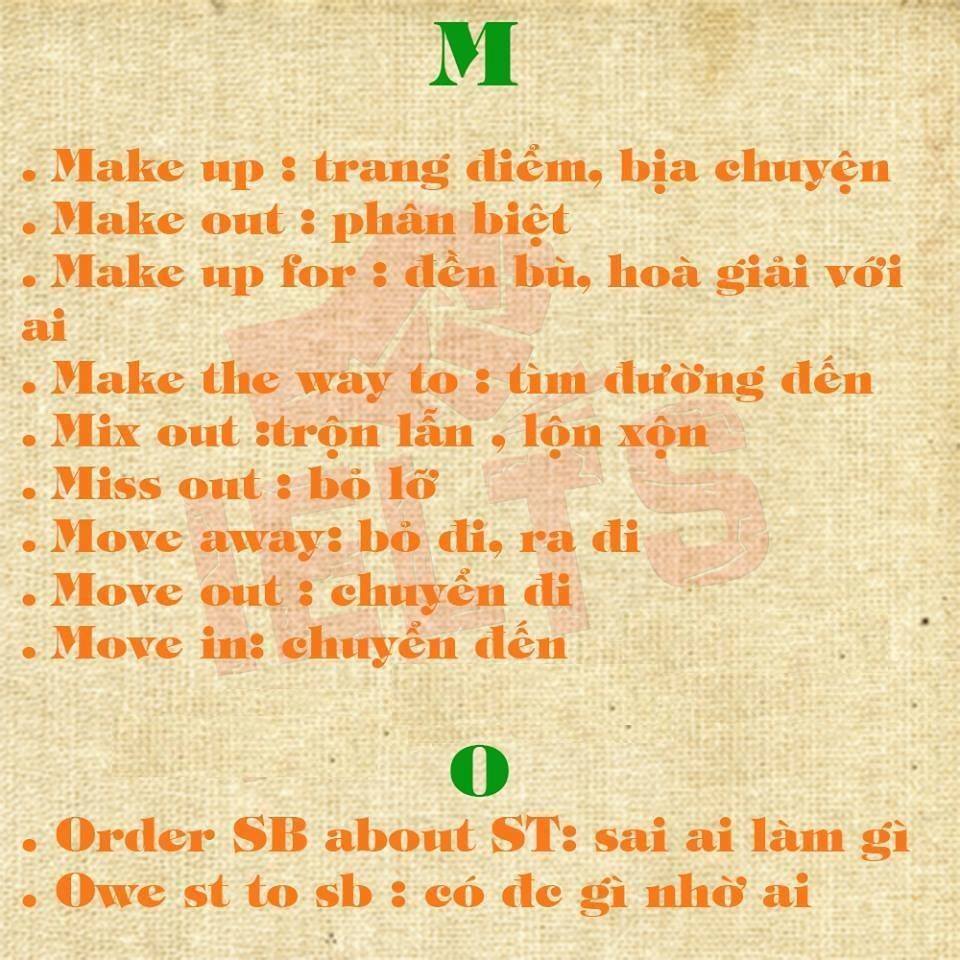 M
. Make up : trang điểm, bịa chuyện
. Make out : phân biệt
. Make up for : đền bù, hoà giải với
ai
. Make the way to : tìm đường đến
. Mix out :trộn lẫn , lộn xộn
. Miss out : bỏ lỡ
. Move away: bỏ đi, ra đi
. Move out : chuyển đi
. Move in: chuyển đến
IELTS
O
. Order SB about ST: sai ai làm gì
. Owe st to sb : có đc gì nhờ ai